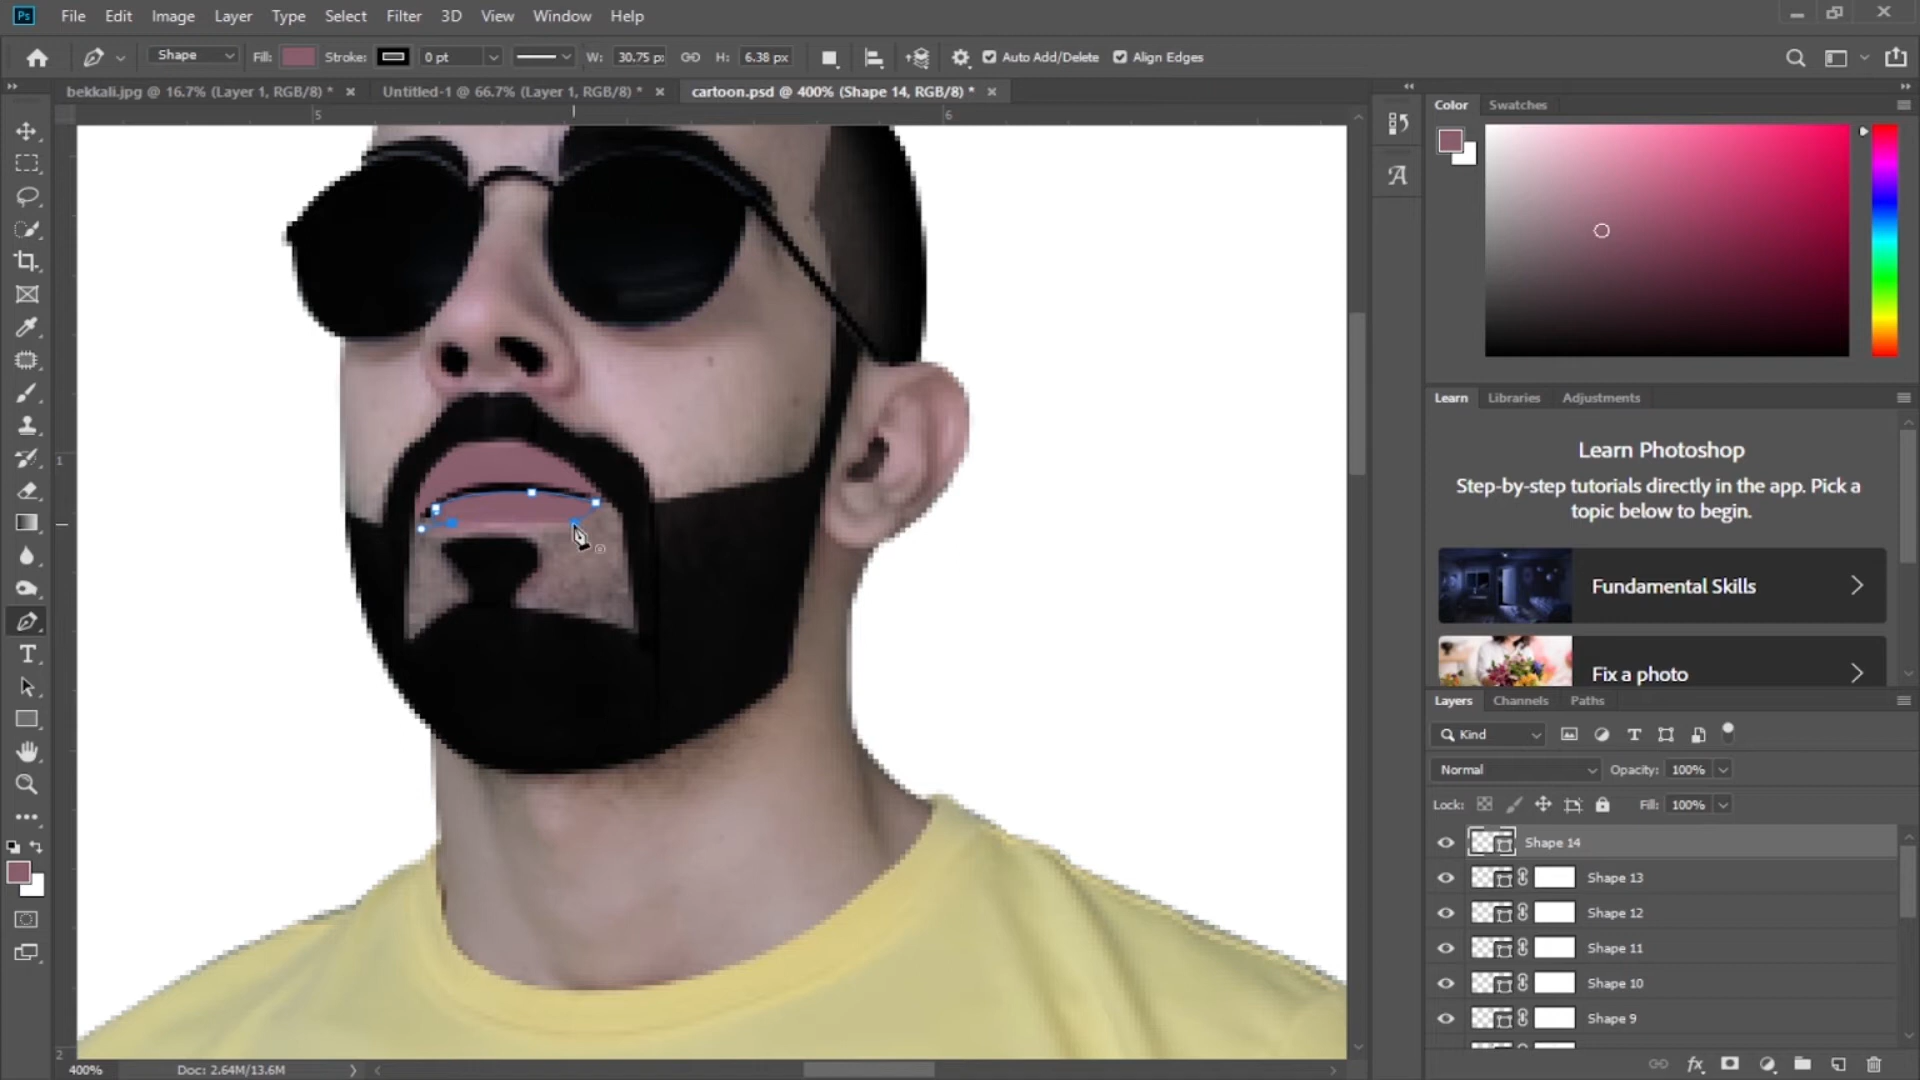 Ps File Edit Image Layer Type Select Filter 3D View Window Help
Shape Fill: Stroke: 0 pt W: 30.75 p: H: 6.38 px Auto Add/Delete Align Edges
bekkali.jpg @ 16.7% (Layer 1, RGB/8) * Untitled-1 @ 66.7% (Layer 1, RGB/8) * cartoon.psd @ 400% (Shape 14, RGB/8) *
5 6
1
2
Color Swatches
Learn Libraries Adjustments
Learn Photoshop
Step-by-step tutorials directly in the app. Pick a
topic below to begin.
Fundamental Skills
Fix a photo
Layers Channels Paths
Kind
Normal Opacity: 100%
Lock: Fill: 100%
Shape 14
Shape 13
Shape 12
Shape 11
Shape 10
Shape 9
400% Doc: 2.64M/13.6M